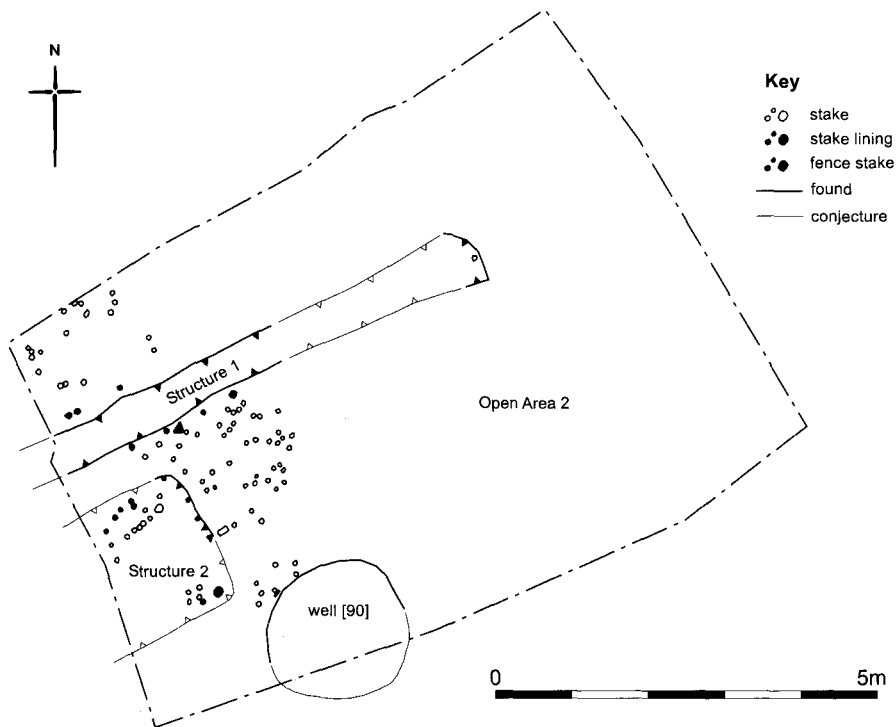 N
Key
stake
stake lining
fence stake
found
conjecture
Structure 1
Open Area 2
Structure 2
well [90]
0
5m